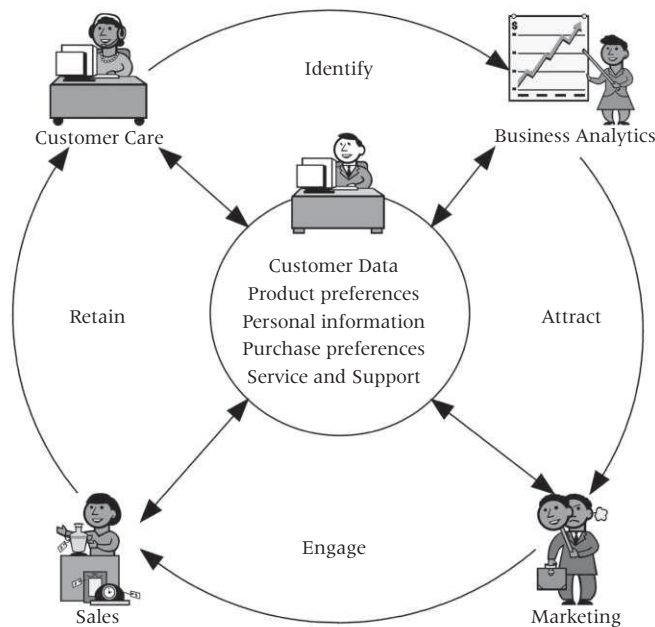 $
Identify
Customer Care
Business Analytics
Customer Data
Product preferences
Personal information
Purchase preferences
Service and Support
Retain
Attract
Engage
Sales
Marketing